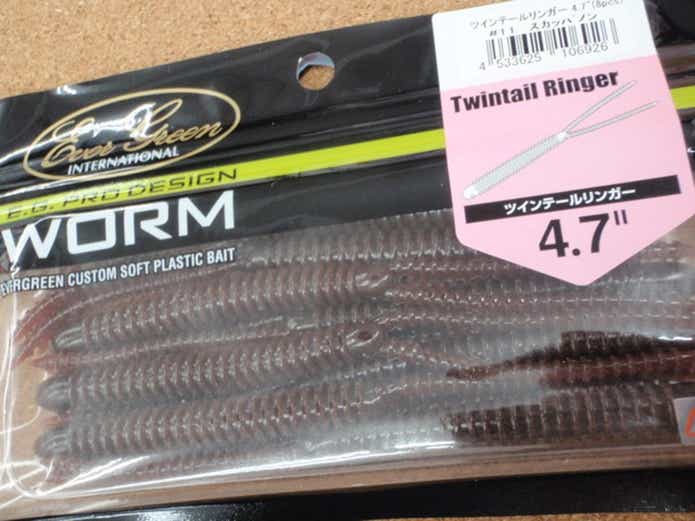 ツインテールリンガー 4.7"(8pcs)
#11 スカッパノン
4 533625 106926
Twintail Ringer
ツインテールリンガー
4.7"
Ever Green
INTERNATIONAL
E.G. PRO DESIGN
WORM
EVERGREEN CUSTOM SOFT PLASTIC BAIT